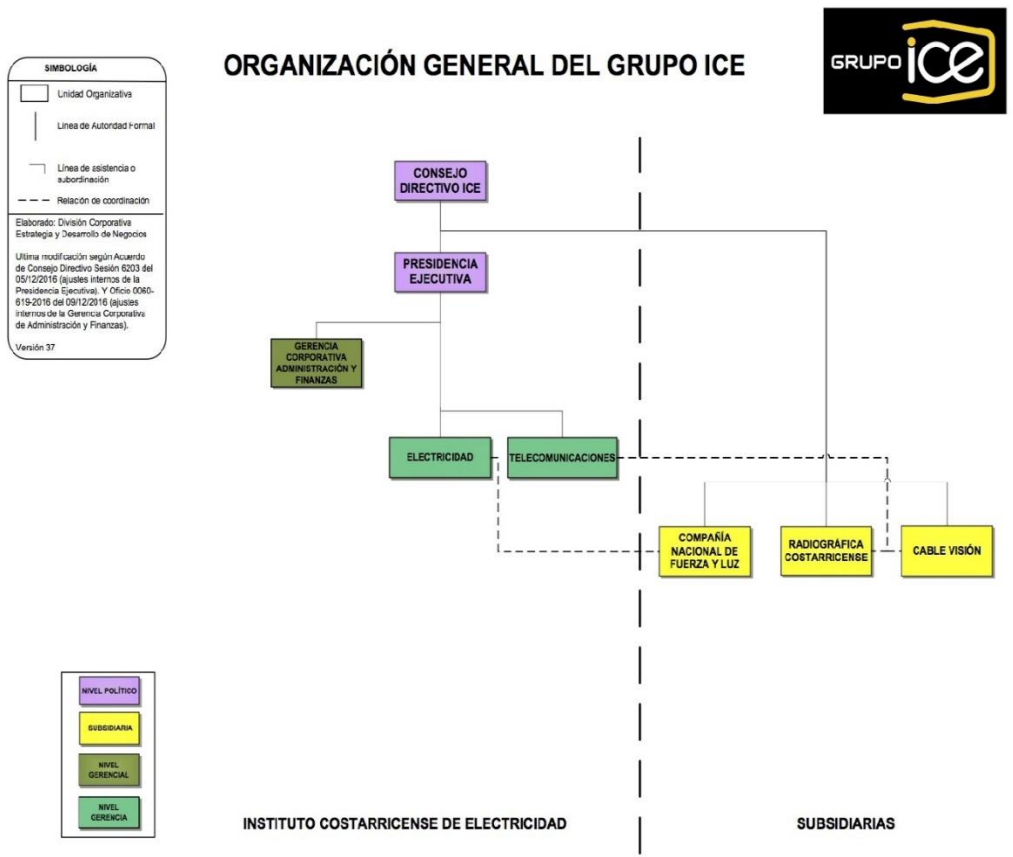 ORGANIZACIÓN GENERAL DEL GRUPO ICE
GRUPO ice
SIMBOLOGÍA
Unidad Organizativa
Linea de Autoridad Formal
Línea de asistencia o
subordinación
Relación de coordinación
Elaborado: División Corporativa
Estrategia y Desarrollo de Negocios
Ultima modificación según Acuerdo
de Consejo Directivo Sesión 6203 del
05/12/2016 (ajustes internos de la
Presidencia Ejecutiva). Y Oficio 0060-
619-2016 del 09/12/2016 (ajustes
internos de la Gerencia Corporativa
de Administración y Finanzas).
Versión 37
CONSEJO
DIRECTIVO ICE
PRESIDENCIA
EJECUTIVA
GERENCIA
CORPORATIVA
ADMINISTRACIÓN Y
FINANZAS
ELECTRICIDAD
TELECOMUNICACIONES
COMPAÑÍA
NACIONAL DE
FUERZA Y LUZ
RADIOGRÁFICA
COSTARRICENSE
CABLE VISIÓN
NIVEL POLÍTICO
SUBSIDIARIA
NIVEL
GERENCIAL
NIVEL
GERENCIA
INSTITUTO COSTARRICENSE DE ELECTRICIDAD
SUBSIDIARIAS